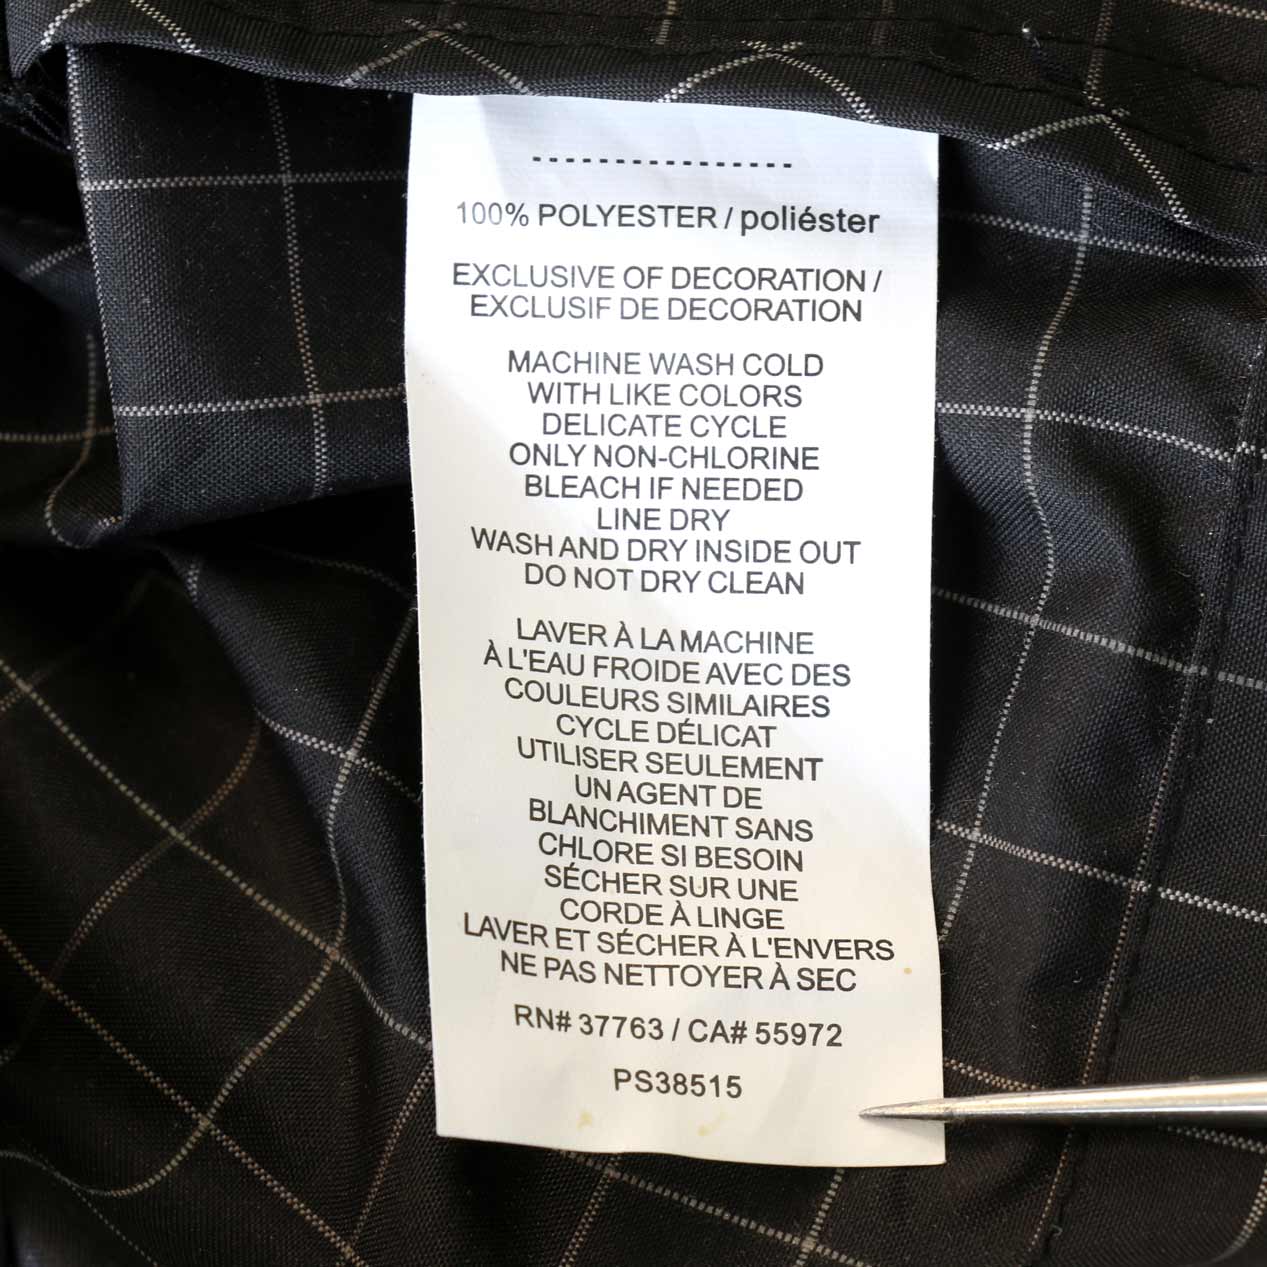 ---------------
100% POLYESTER / poliéster
EXCLUSIVE OF DECORATION /
EXCLUSIF DE DECORATION
MACHINE WASH COLD
WITH LIKE COLORS
DELICATE CYCLE
ONLY NON-CHLORINE
BLEACH IF NEEDED
LINE DRY
WASH AND DRY INSIDE OUT
DO NOT DRY CLEAN
LAVER À LA MACHINE
À L'EAU FROIDE AVEC DES
COULEURS SIMILAIRES
CYCLE DÉLICAT
UTILISER SEULEMENT
UN AGENT DE
BLANCHIMENT SANS
CHLORE SI BESOIN
SÉCHER SUR UNE
CORDE À LINGE
LAVER ET SÉCHER À L'ENVERS
NE PAS NETTOYER À SEC
RN# 37763 / CA# 55972
PS38515